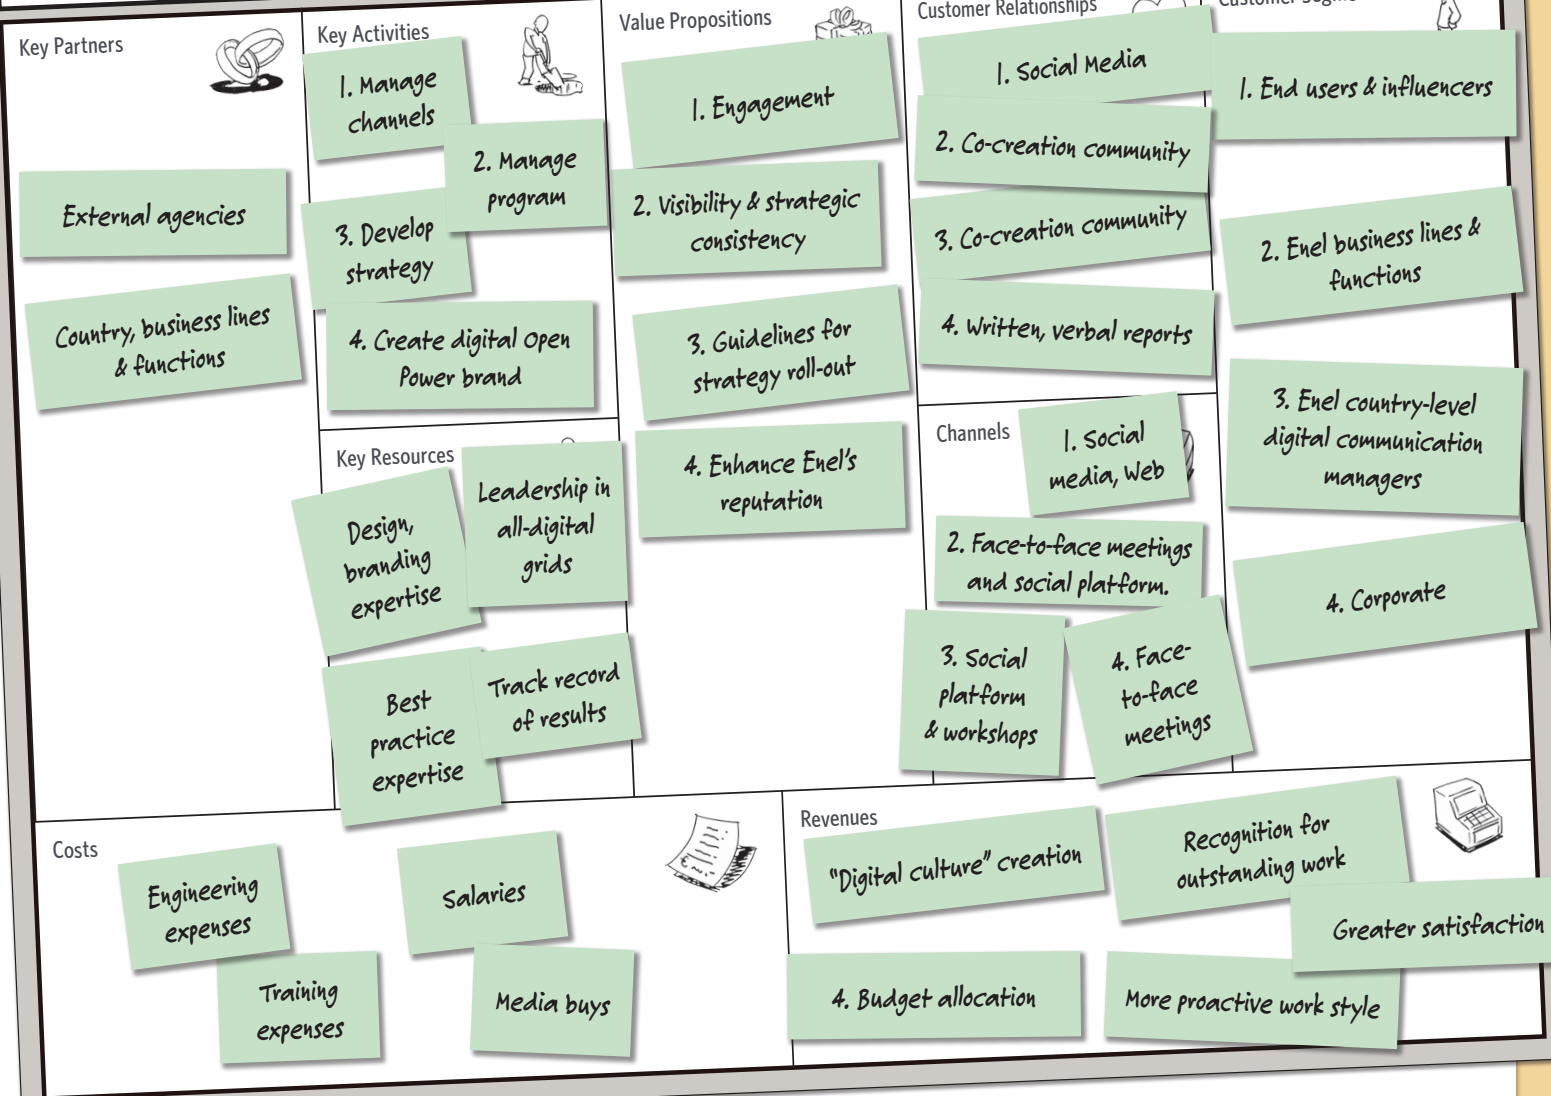 Key Partners
External agencies
Country, business lines
& functions
Key Activities
1. Manage
channels
2. Manage
program
3. Develop
strategy
4. Create digital Open
Power brand
Key Resources
Design,
branding
expertise
Leadership in
all-digital
grids
Best
practice
expertise
Track record
of results
Value Propositions
1. Engagement
2. Visibility & strategic
consistency
3. Guidelines for
strategy roll-out
4. Enhance Enel's
reputation
Customer Relationships
1. Social Media
2. Co-creation community
3. Co-creation community
4. Written, verbal reports
Channels
1. Social
media, Web
2. Face-to-face meetings
and social platform.
3. Social
platform
& workshops
4. Face-
to-face
meetings
Customer
1. End users & influencers
2. Enel business lines &
functions
3. Enel country-level
digital communication
managers
4. Corporate
Costs
Engineering
expenses
Salaries
Training
expenses
Media buys
Revenues
"Digital culture" creation
Recognition for
outstanding work
Greater satisfaction
4. Budget allocation
More proactive work style